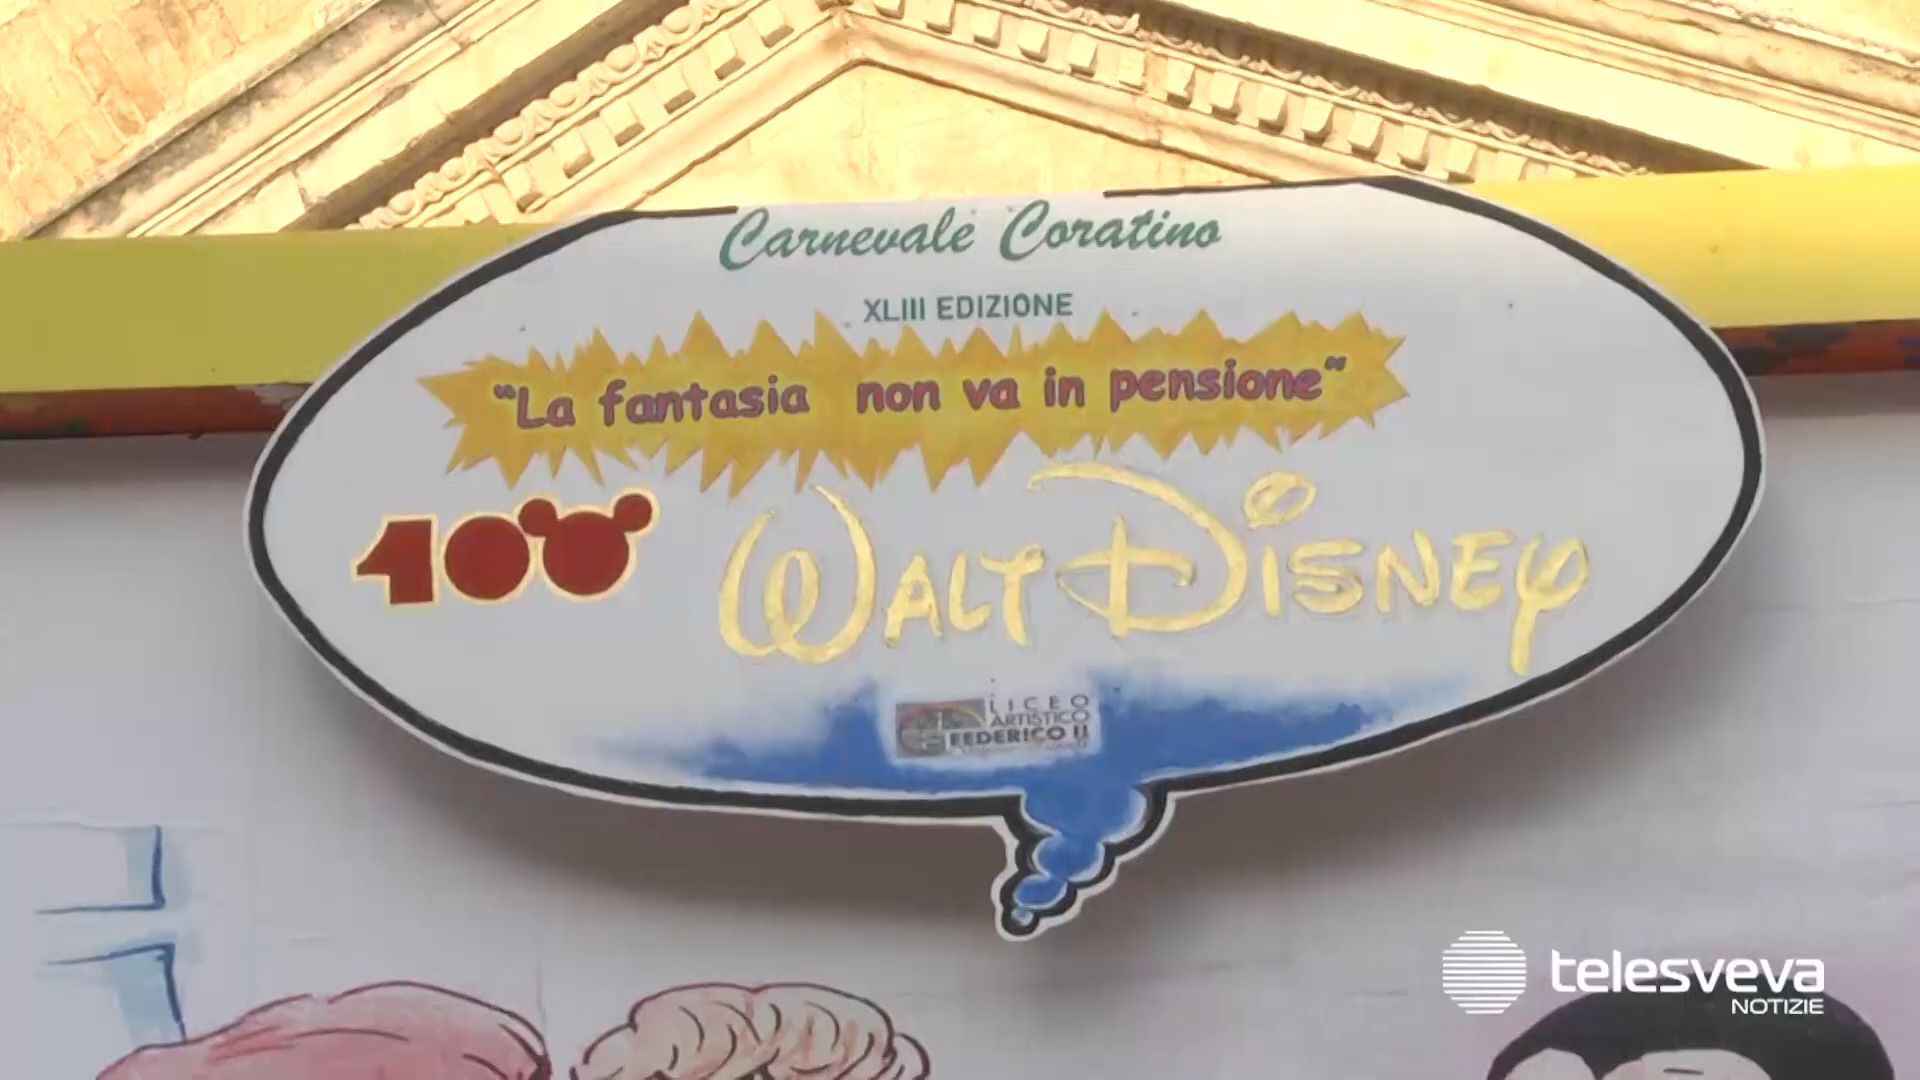 Carnevale Coratino
XLIII EDIZIONE
"La fantasia non va in pensione"
100 WALT DISNEY
LICEO
ARTISTICO
FEDERICO II
telesveva
NOTIZIE